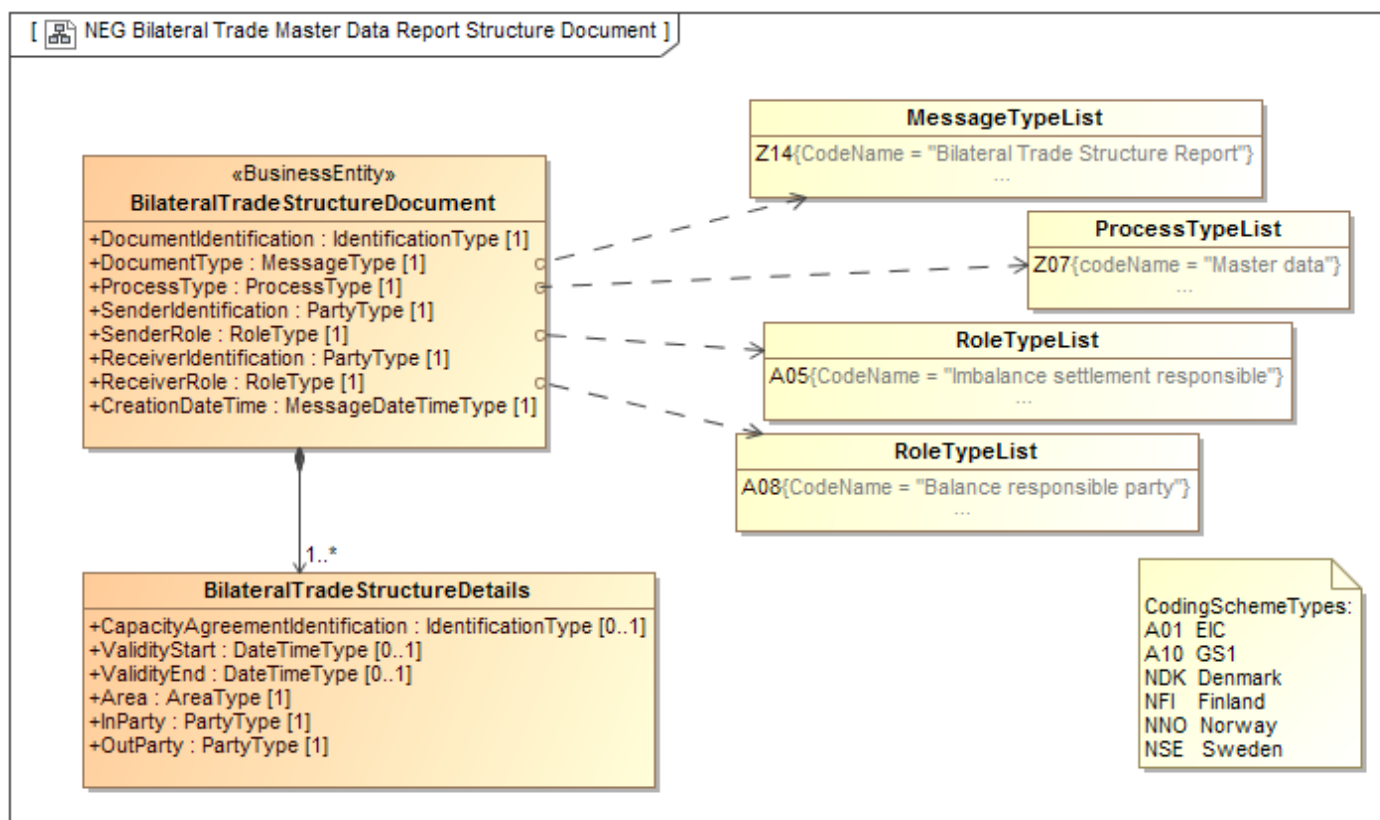 [ NEG Bilateral Trade Master Data Report Structure Document ]
«BusinessEntity»
BilateralTradeStructureDocument
+DocumentIdentification : IdentificationType [1]
+DocumentType : MessageType [1]
+ProcessType : ProcessType [1]
+SenderIdentification : PartyType [1]
+SenderRole : RoleType [1]
+ReceiverIdentification : PartyType [1]
+ReceiverRole : RoleType [1]
+CreationDateTime : MessageDateTimeType [1]
MessageTypeList
Z14{CodeName = "Bilateral Trade Structure Report"}
...
ProcessTypeList
Z07{codeName = "Master data"}
...
RoleTypeList
A05{CodeName = "Imbalance settlement responsible"}
...
RoleTypeList
A08{CodeName = "Balance responsible party"}
...
1..*
BilateralTradeStructureDetails
+CapacityAgreementIdentification : IdentificationType [0..1]
+ValidityStart : DateTimeType [0..1]
+ValidityEnd : DateTimeType [0..1]
+Area : AreaType [1]
+InParty : PartyType [1]
+OutParty : PartyType [1]
CodingSchemeTypes:
A01 EIC
A10 GS1
NDK Denmark
NFI Finland
NNO Norway
NSE Sweden